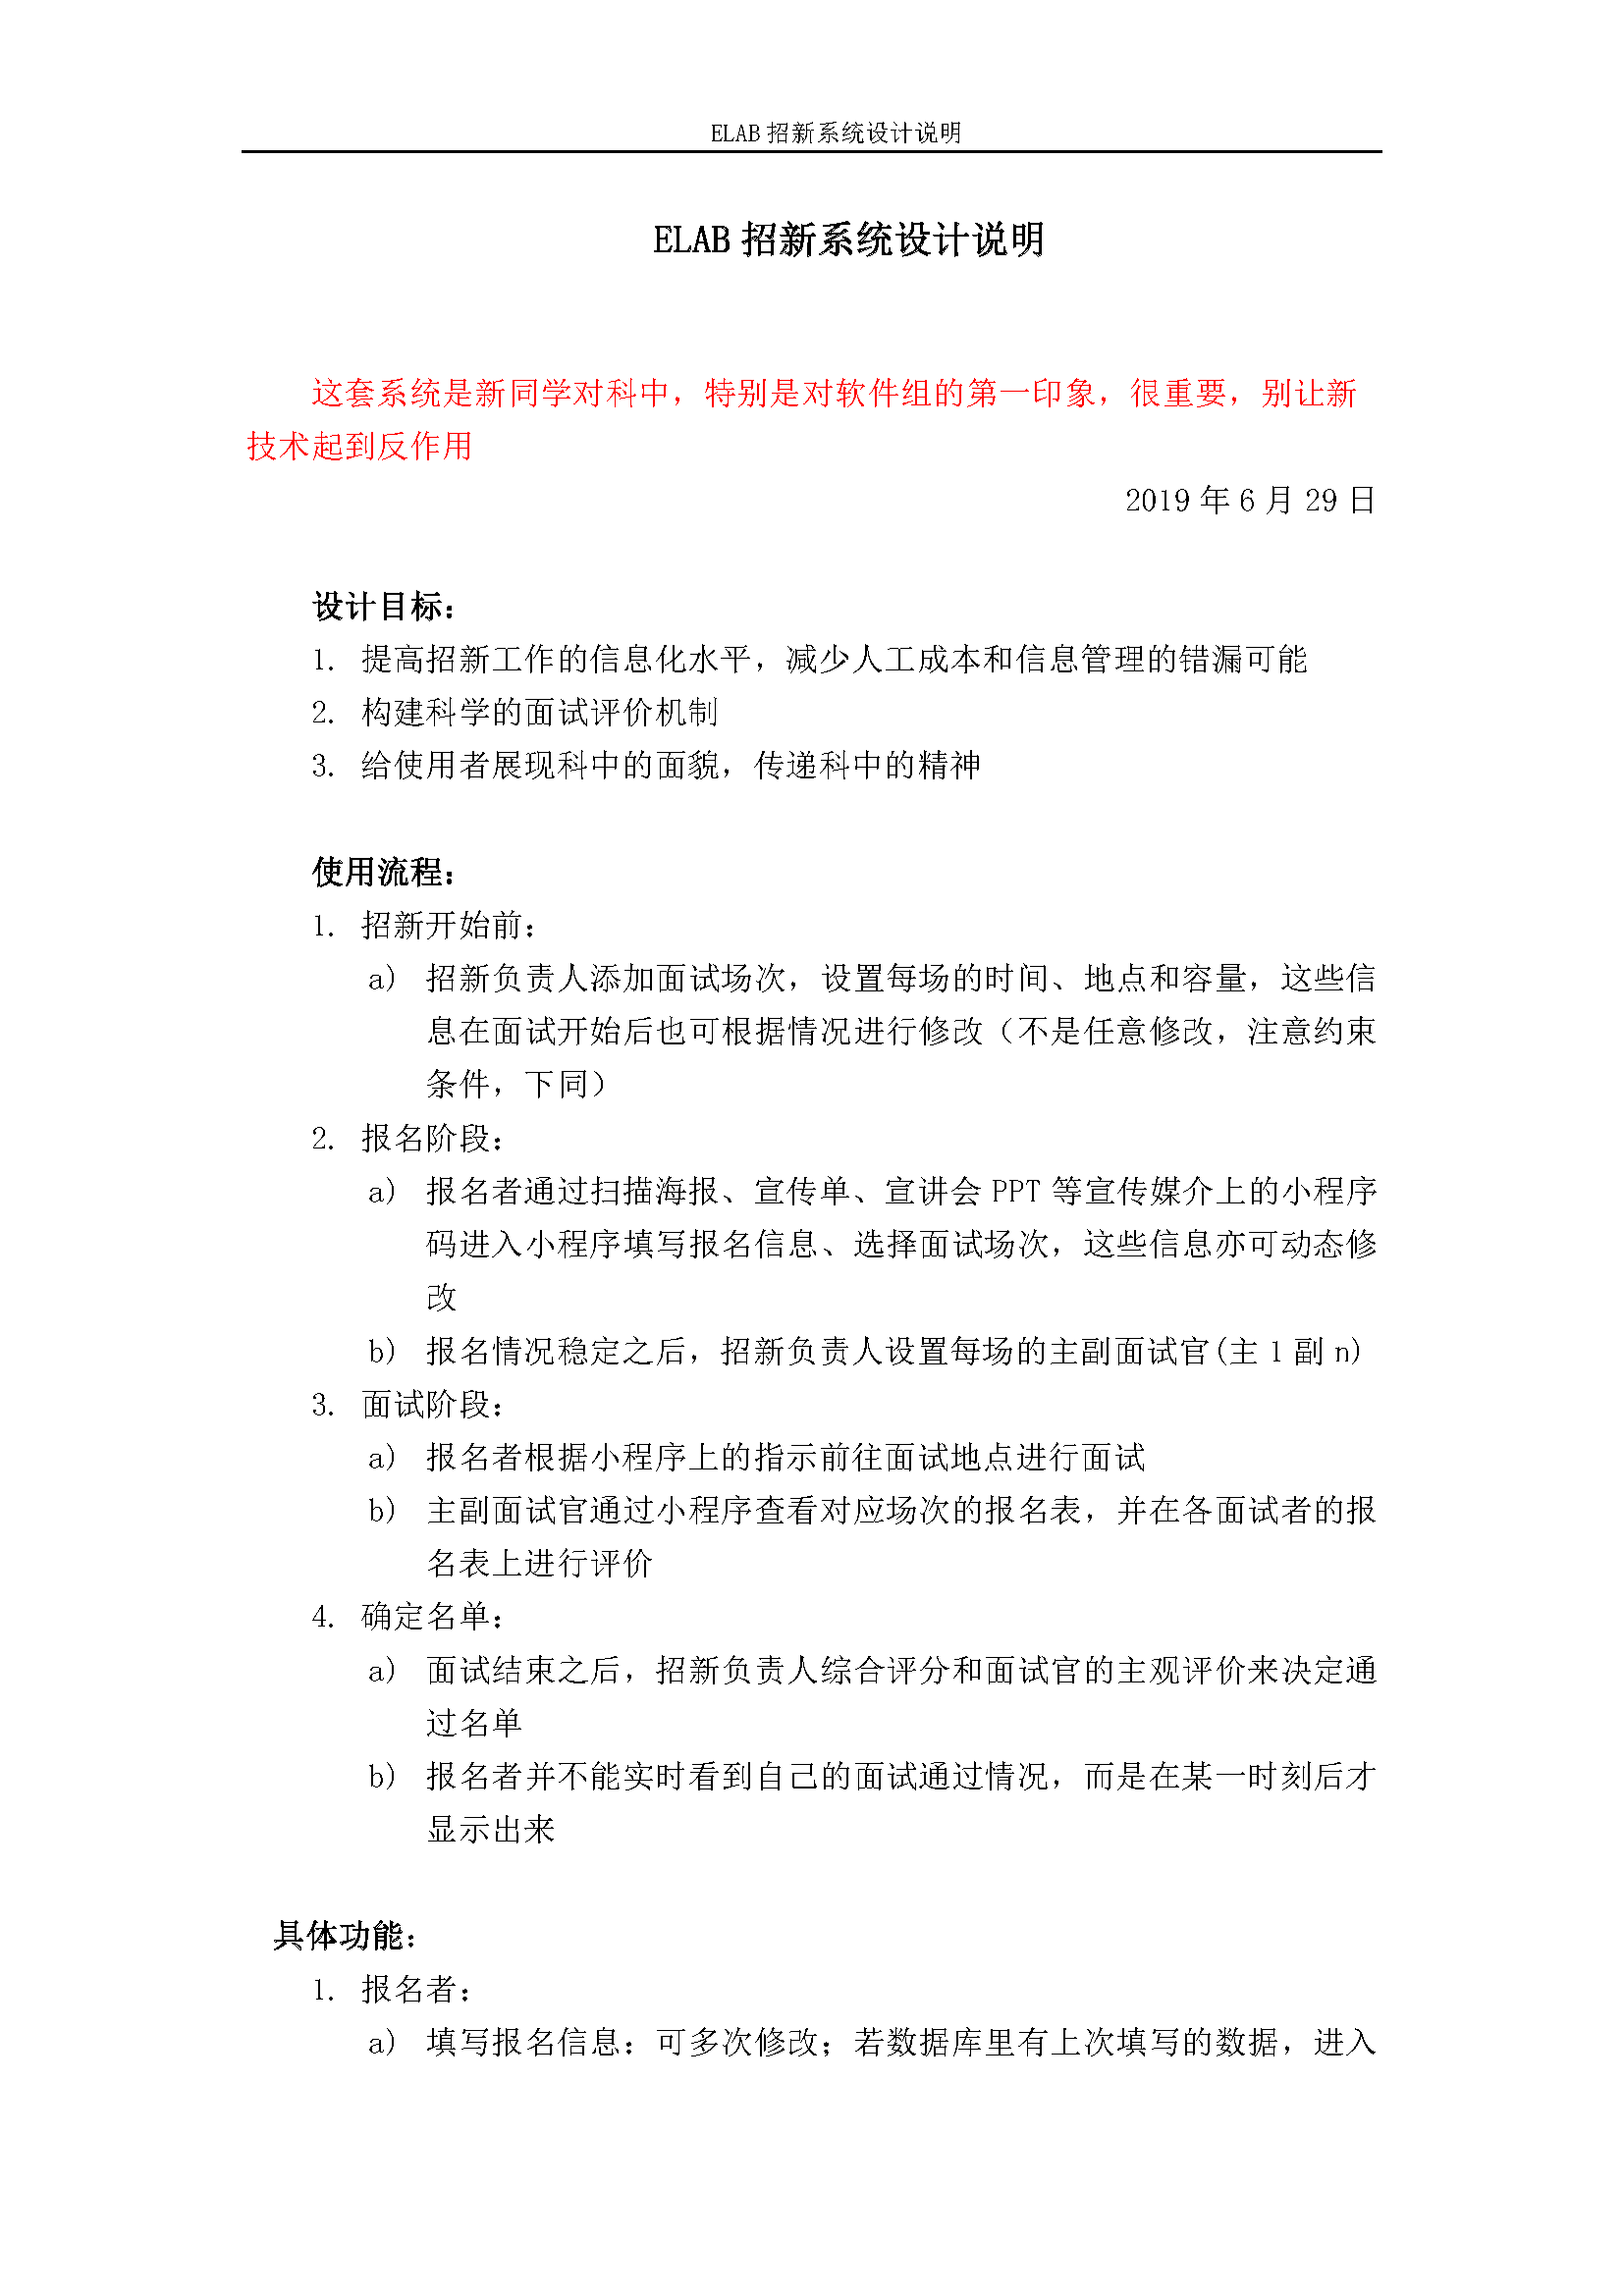 ELAB 招新系统设计说明
ELAB 招新系统设计说明
这套系统是新同学对科中，特别是对软件组的第一印象，很重要，别让新
技术起到反作用
2019 年 6 月 29 日
设计目标：
1. 提高招新工作的信息化水平，减少人工成本和信息管理的错漏可能
2. 构建科学的面试评价机制
3. 给使用者展现科中的面貌，传递科中的精神
使用流程：
1. 招新开始前：
a) 招新负责人添加面试场次，设置每场的时间、地点和容量，这些信
息在面试开始后也可根据情况进行修改（不是任意修改，注意约束
条件，下同）
2. 报名阶段：
a) 报名者通过扫描海报、宣传单、宣讲会 PPT 等宣传媒介上的小程序
码进入小程序填写报名信息、选择面试场次，这些信息亦可动态修
改
b) 报名情况稳定之后，招新负责人设置每场的主副面试官(主 1 副 n)
3. 面试阶段：
a) 报名者根据小程序上的指示前往面试地点进行面试
b) 主副面试官通过小程序查看对应场次的报名表，并在各面试者的报
名表上进行评价
4. 确定名单：
a) 面试结束之后，招新负责人综合评分和面试官的主观评价来决定通
过名单
b) 报名者并不能实时看到自己的面试通过情况，而是在某一时刻后才
显示出来
具体功能：
1. 报名者：
a) 填写报名信息：可多次修改；若数据库里有上次填写的数据，进入